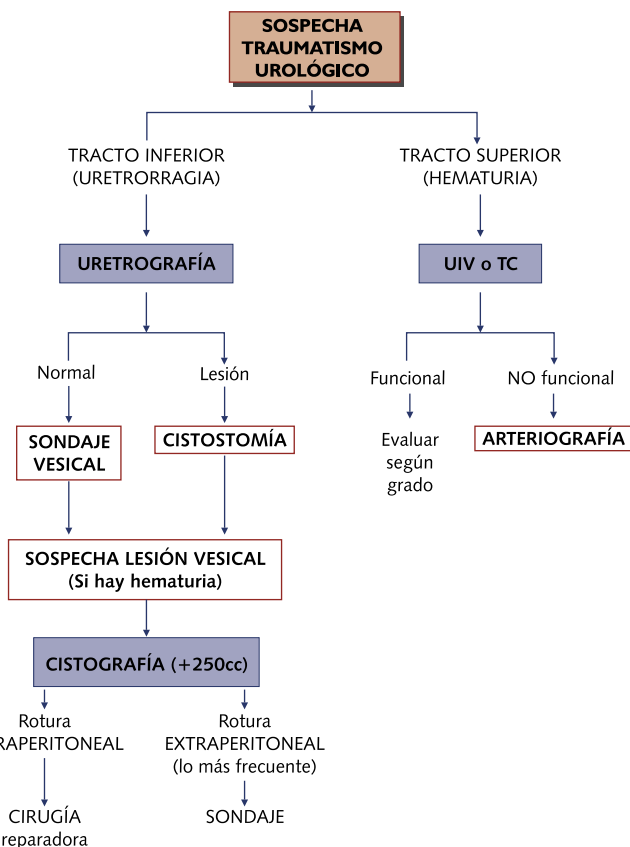 SOSPECHA
TRAUMATISMO
UROLÓGICO
TRACTO INFERIOR
(URETRORRAGIA)
TRACTO SUPERIOR
(HEMATURIA)
URETROGRAFÍA
UIV o TC
Normal
Lesión
Funcional
NO funcional
SONDAJE
VESICAL
CISTOSTOMÍA
Evaluar
según
grado
ARTERIOGRAFÍA
SOSPECHA LESIÓN VESICAL
(Si hay hematuria)
CISTOGRAFÍA (+250cc)
Rotura
RAPERITONEAL
Rotura
EXTRAPERITONEAL
(lo más frecuente)
CIRUGÍA
reparadora
SONDAJE